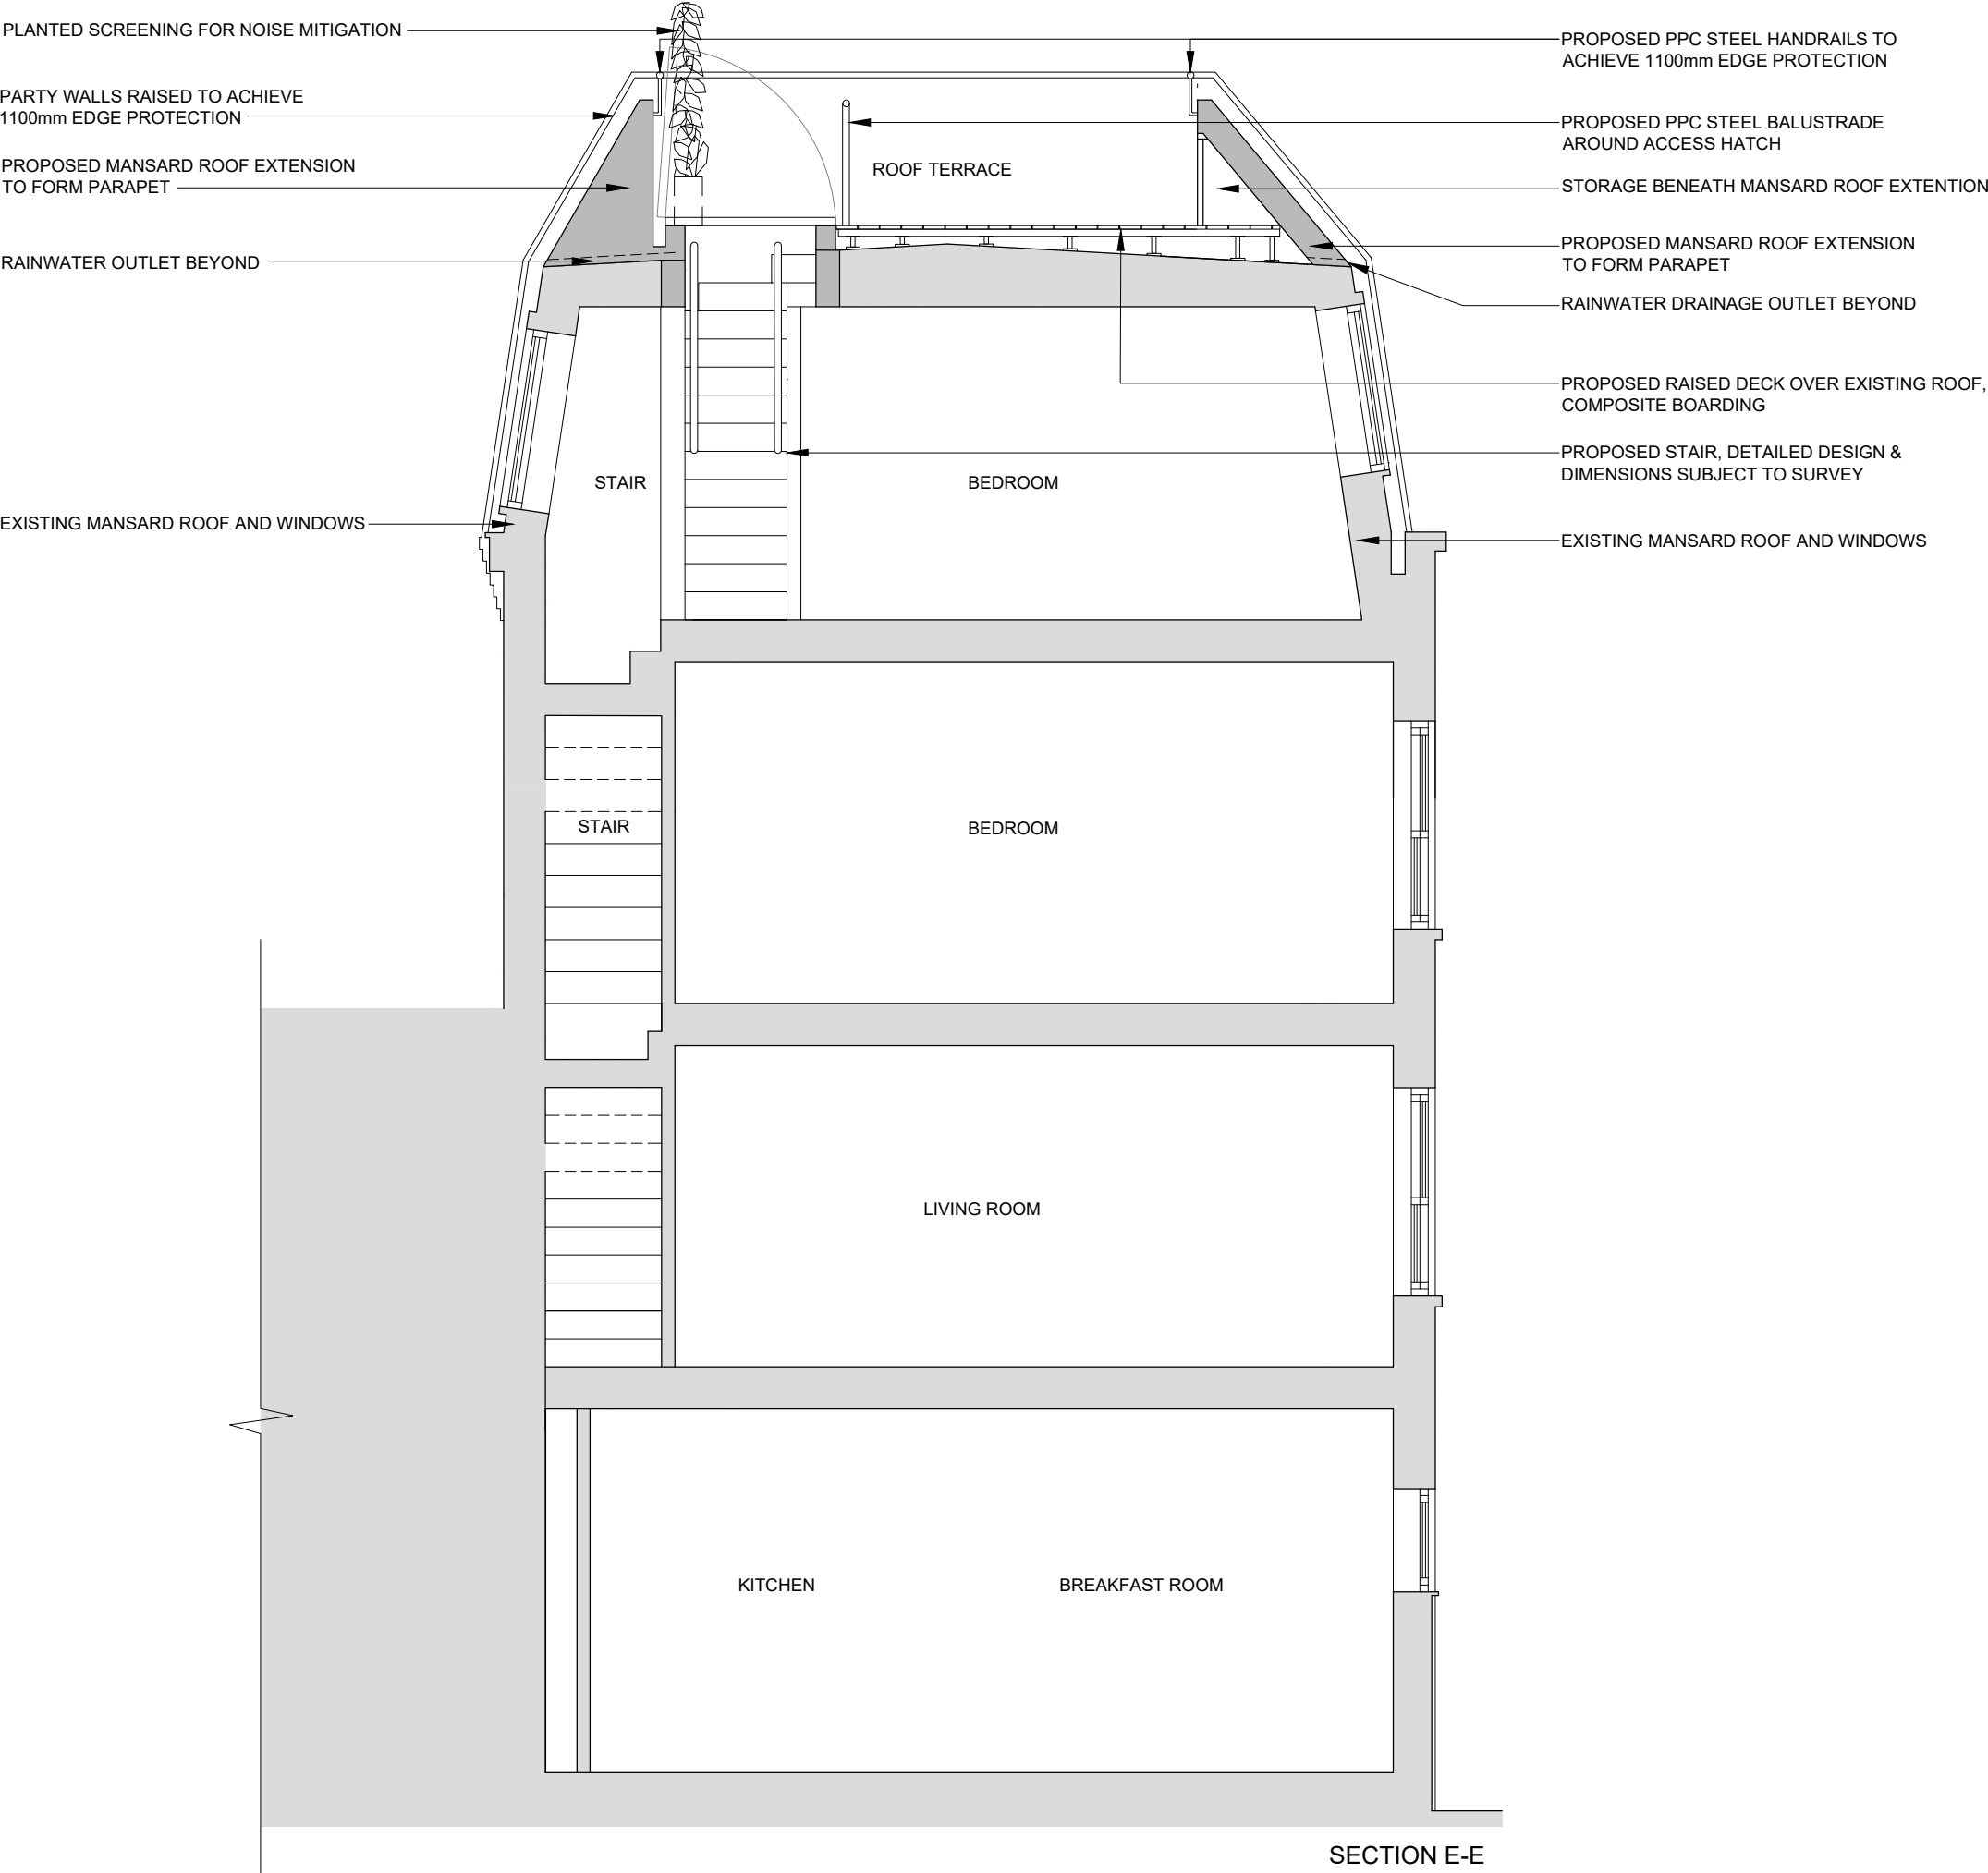 PLANTED SCREENING FOR NOISE MITIGATION
PARTY WALLS RAISED TO ACHIEVE
1100mm EDGE PROTECTION
PROPOSED MANSARD ROOF EXTENSION
TO FORM PARAPET
RAINWATER OUTLET BEYOND
EXISTING MANSARD ROOF AND WINDOWS
PROPOSED PPC STEEL HANDRAILS TO
ACHIEVE 1100mm EDGE PROTECTION
PROPOSED PPC STEEL BALUSTRADE
AROUND ACCESS HATCH
STORAGE BENEATH MANSARD ROOF EXTENTION
PROPOSED MANSARD ROOF EXTENSION
TO FORM PARAPET
RAINWATER DRAINAGE OUTLET BEYOND
PROPOSED RAISED DECK OVER EXISTING ROOF,
COMPOSITE BOARDING
PROPOSED STAIR, DETAILED DESIGN &
DIMENSIONS SUBJECT TO SURVEY
EXISTING MANSARD ROOF AND WINDOWS
ROOF TERRACE
STAIR
BEDROOM
STAIR
BEDROOM
LIVING ROOM
KITCHEN
BREAKFAST ROOM
SECTION E-E